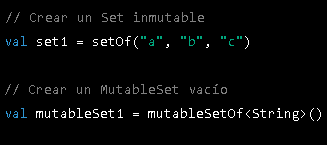 // Crear un Set inmutable
val set1 = setOf("a", "b", "c")
// Crear un MutableSet vacío
val mutableSet1 = mutableSetOf<String>()